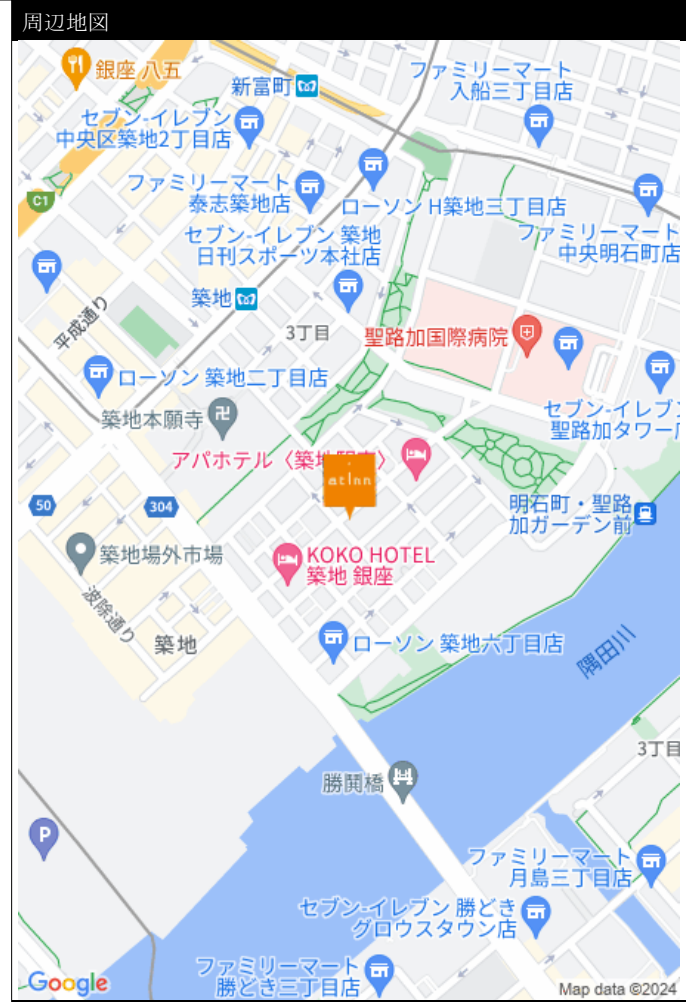 周辺地図
銀座 八五
新富町
ファミリーマート
入船三丁目店
セブン-イレブン
中央区築地2丁目店
ファミリーマート
泰志築地店
ローソン H築地三丁目店
C1
セブン-イレブン 築地
日刊スポーツ本社店
ファミリーマート
中央明石町店
築地
平成通り
3丁目
聖路加国際病院
ローソン 築地二丁目店
築地本願寺
セブン-イレブン
聖路加タワー店
アパホテル〈築地駅南〉
at inn
50
304
明石町・聖路
加ガーデン前
築地場外市場
KOKO HOTEL
築地 銀座
波除通り
築地
ローソン 築地六丁目店
隅田川
3丁目
勝鬨橋
P
ファミリーマート
月島三丁目店
セブン-イレブン 勝どき
グロウスタウン店
ファミリーマート
勝どき三丁目店
Google
Map data ©2024